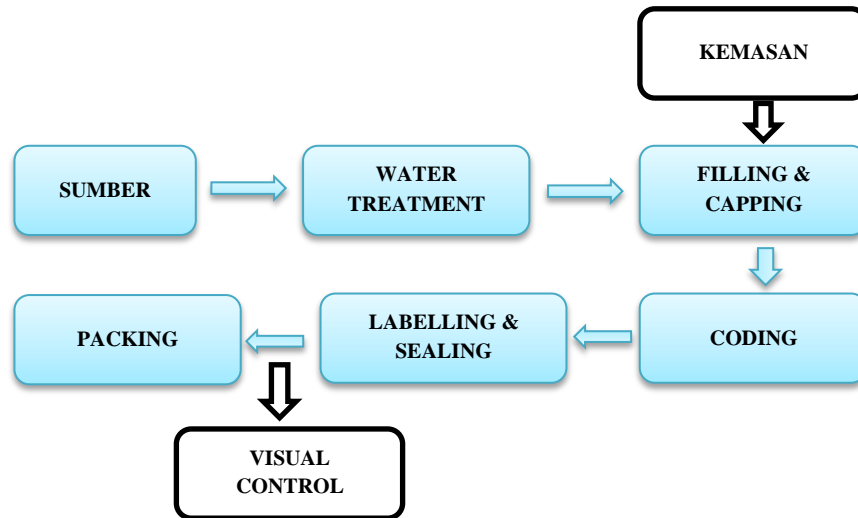 KEMASAN
SUMBER
WATER
TREATMENT
FILLING &
CAPPING
PACKING
LABELLING &
SEALING
CODING
VISUAL
CONTROL